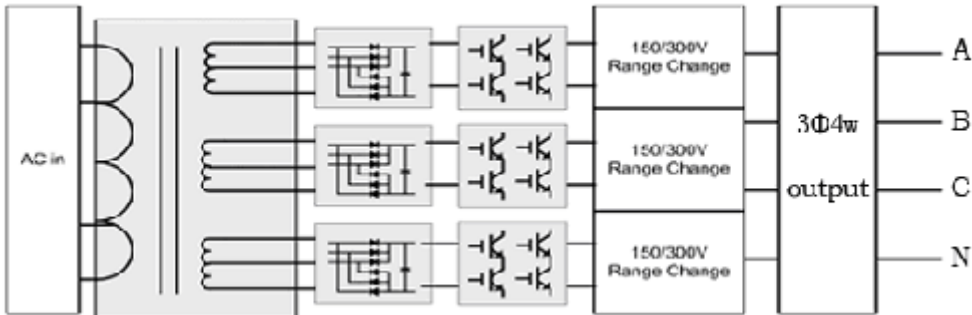 AC in
150/300V
Range Change
150/300V
Range Change
150/300V
Range Change
3Φ4w
output
A
B
C
N